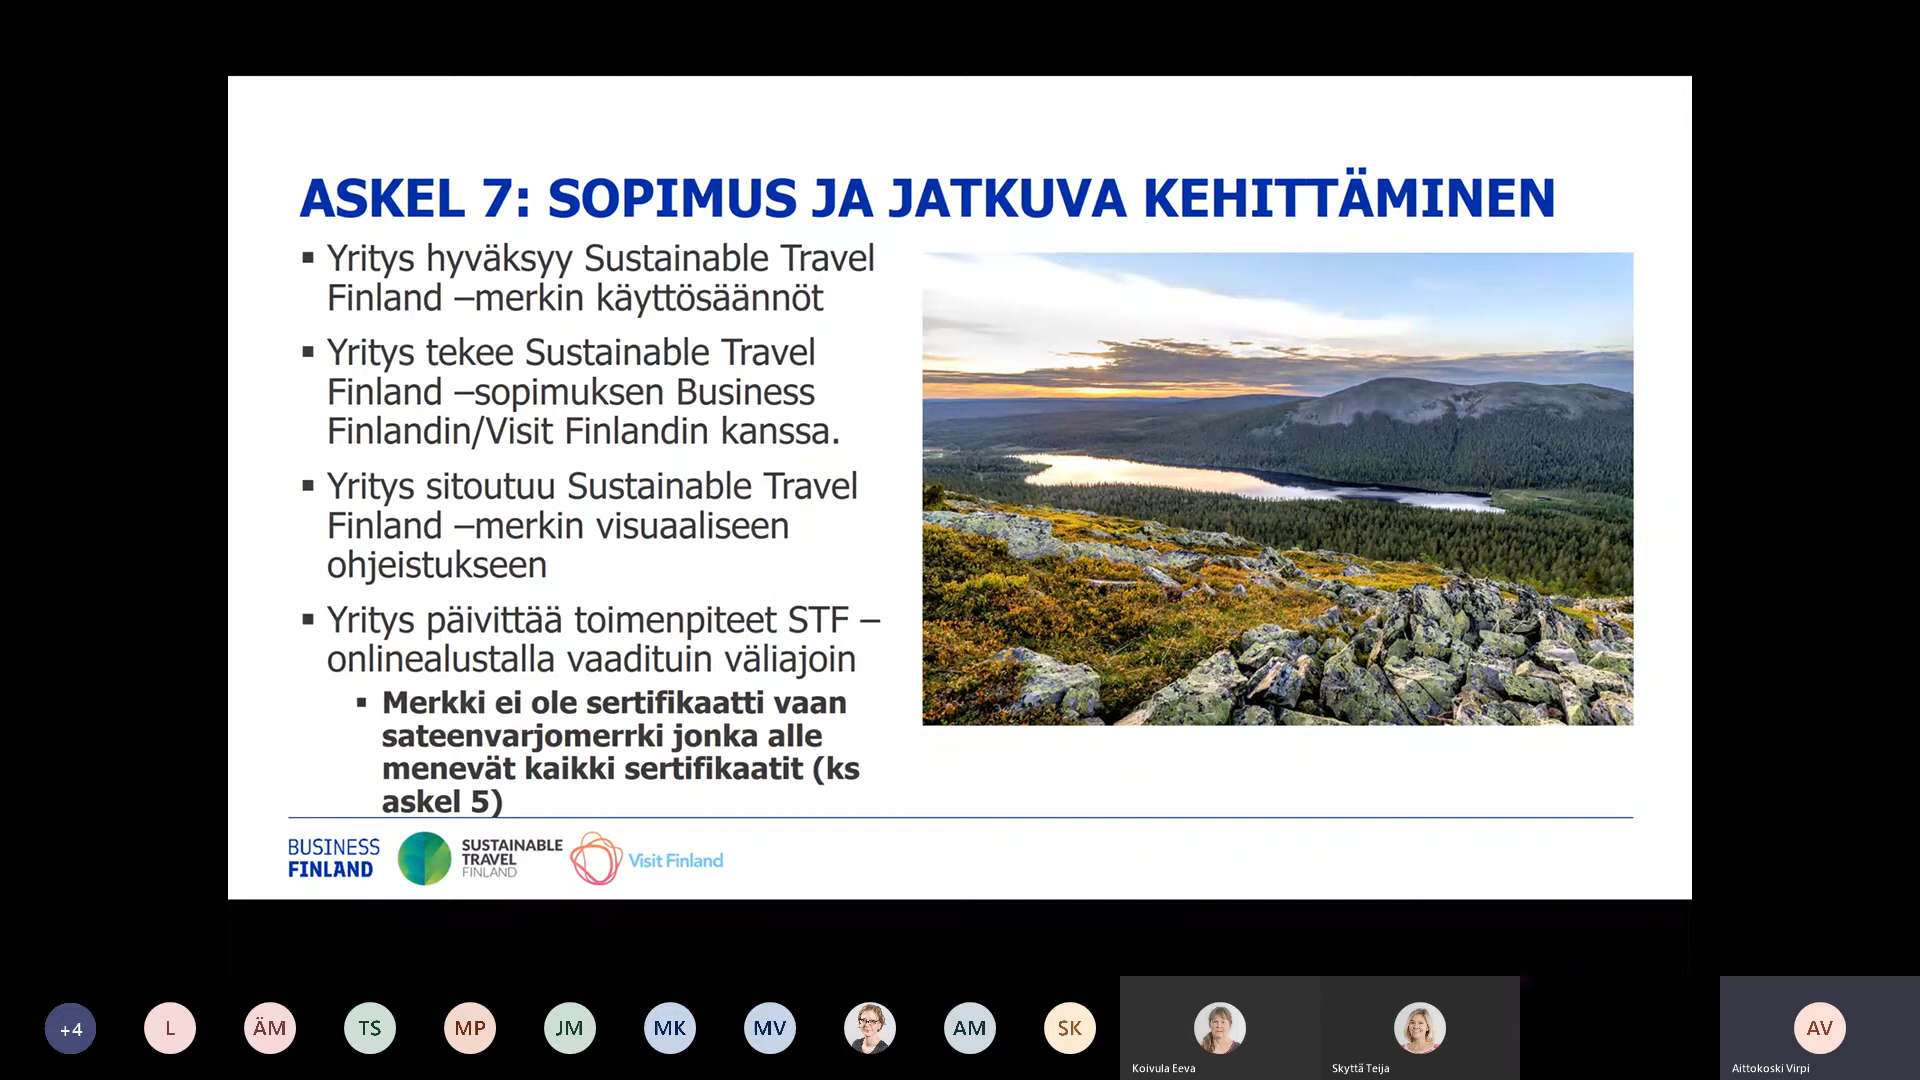 ASKEL 7: SOPIMUS JA JATKUVA KEHITTÄMINEN
▪ Yritys hyväksyy Sustainable Travel
Finland –merkin käyttösäännöt
▪ Yritys tekee Sustainable Travel
Finland –sopimuksen Business
Finlandin/Visit Finlandin kanssa.
▪ Yritys sitoutuu Sustainable Travel
Finland –merkin visuaaliseen
ohjeistukseen
▪ Yritys päivittää toimenpiteet STF –
onlinealustalla vaadituin väliajoin
▪ Merkki ei ole sertifikaatti vaan
sateenvarjomerrki jonka alle
menevät kaikki sertifikaatit (ks
askel 5)
BUSINESS
FINLAND
SUSTAINABLE
TRAVEL
FINLAND
Visit Finland
+4
L
ÄM
TS
MP
JM
MK
MV
AM
SK
AV
Koivula Eeva
Skyttä Teija
Aittokoski Virpi